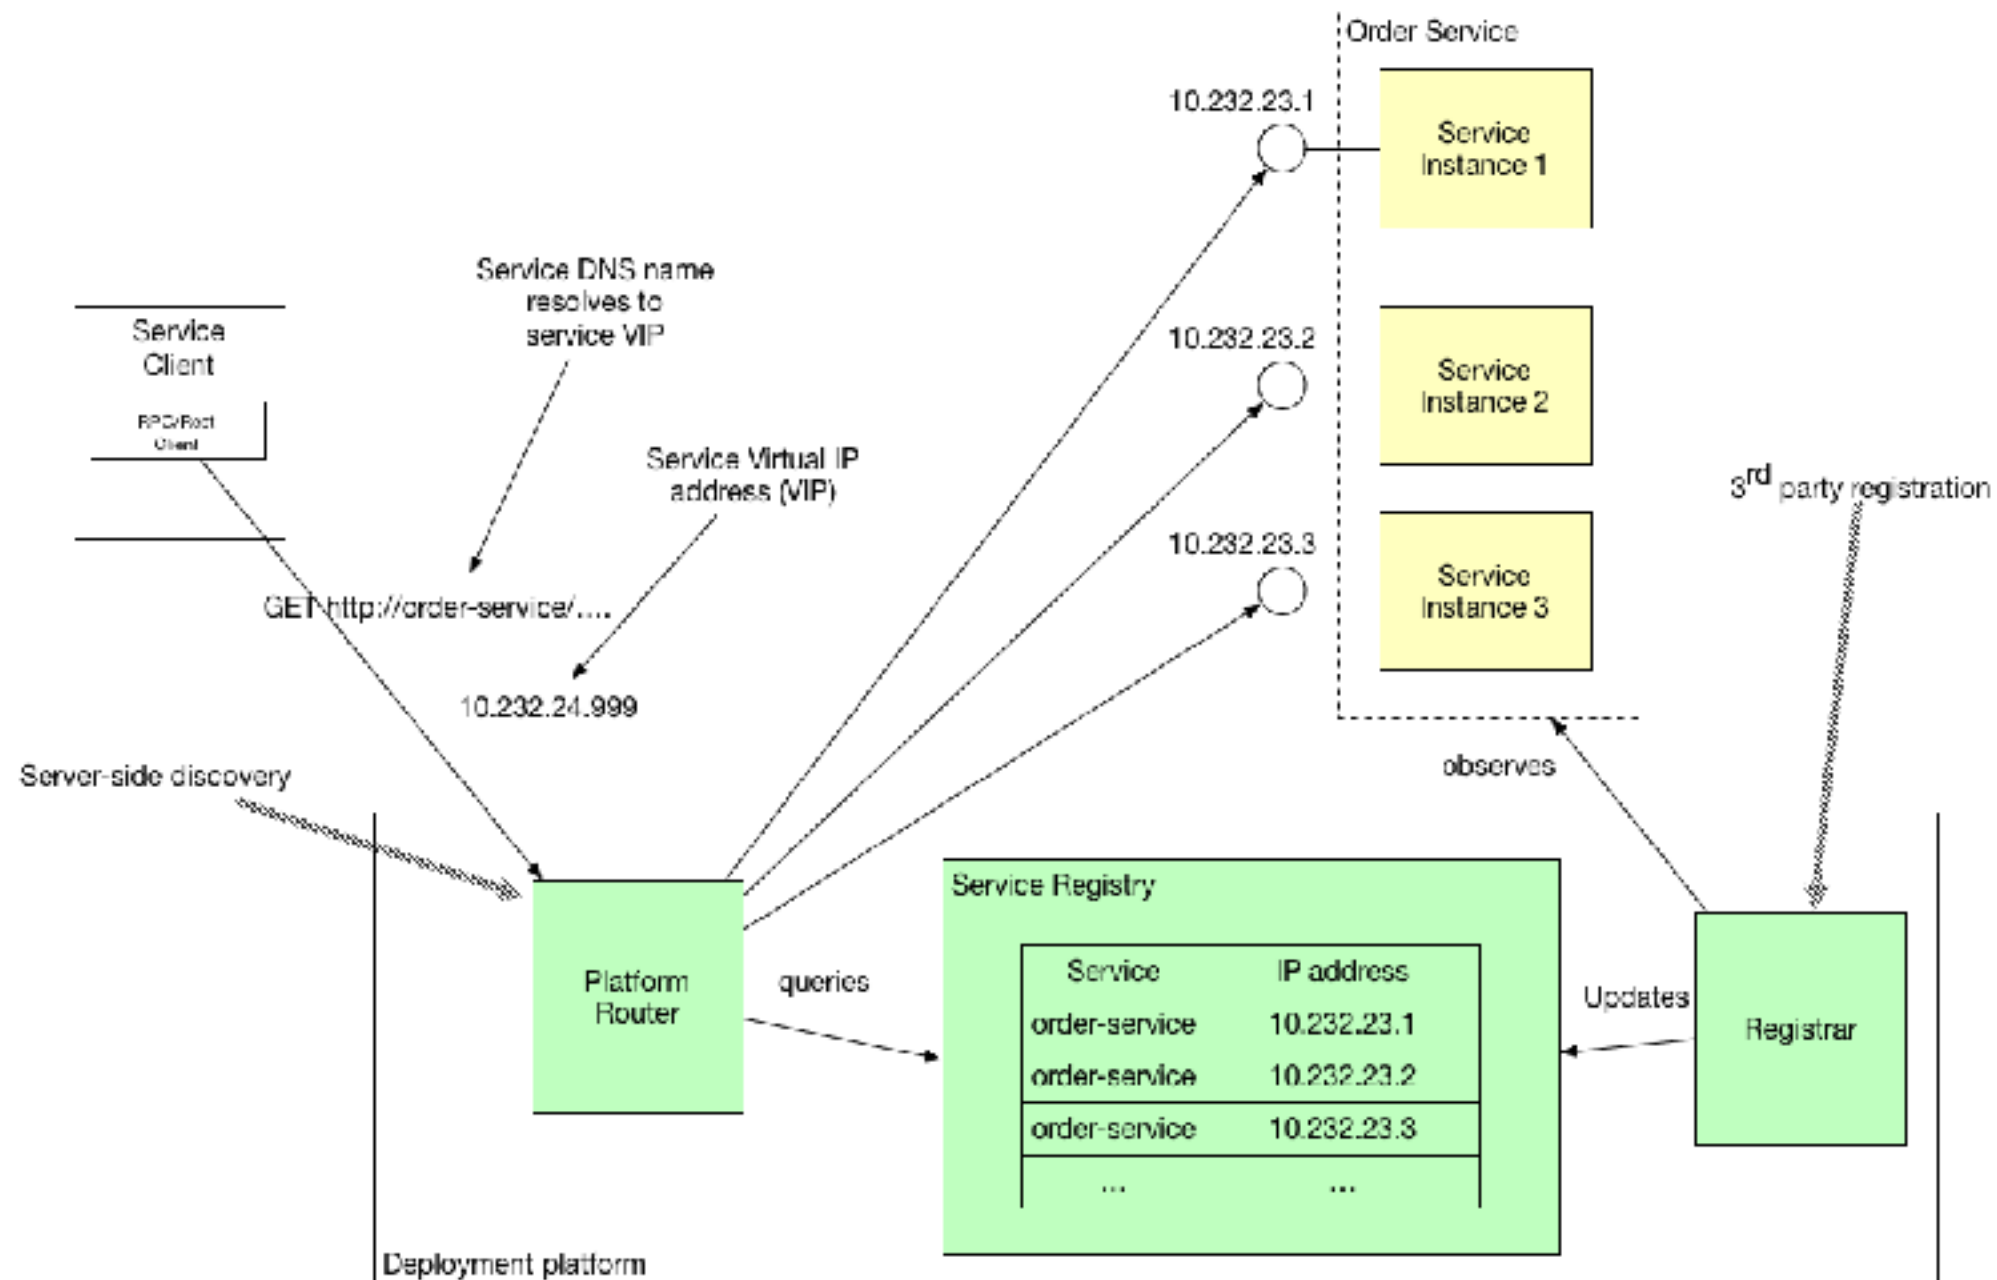 Order Service
10.232.23.1
Service
Instance 1
Service DNS name
resolves to
service VIP
Service
Client
RPC/Rest
Client
10.232.23.2
Service
Instance 2
Service Virtual IP
address (VIP)
3rd party registration
10.232.23.3
Service
Instance 3
GET http://order-service/....
10.232.24.999
observes
Server-side discovery
Service Registry
Platform
Router
queries
Service IP address
order-service 10.232.23.1
order-service 10.232.23.2
order-service 10.232.23.3
... ...
Updates
Registrar
Deployment platform